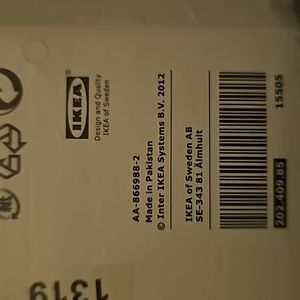 IKEA
Design and Quality
IKEA of Sweden
AA-866988-2
Made in Pakistan
© Inter IKEA Systems B.V. 2012
IKEA of Sweden AB
SE-343 81 Älmhult
15505
202.409.85
1319